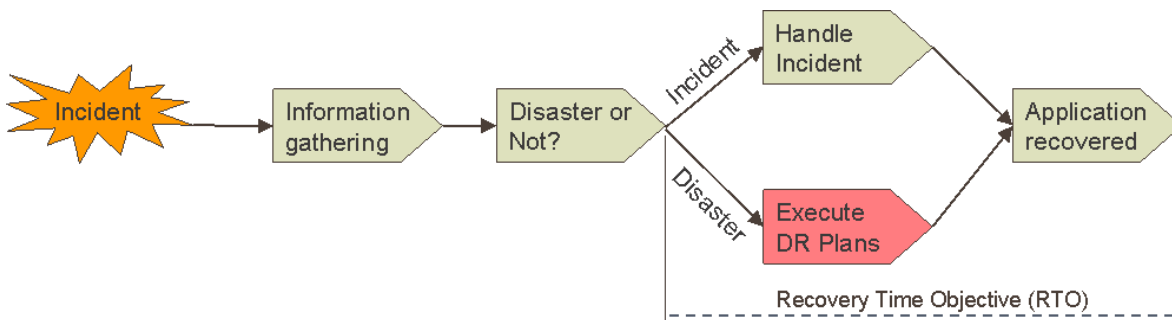 Incident
Information
gathering
Disaster or
Not?
Incident
Disaster
Handle
Incident
Execute
DR Plans
Application
recovered
Recovery Time Objective (RTO)